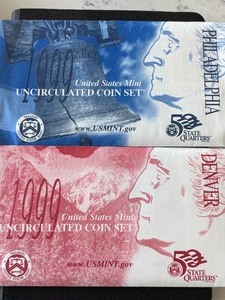 PHILADELPHIA
1999
United States Mint
UNCIRCULATED COIN SET
www.USMINT.gov
50
STATE
QUARTERS
DENVER
1999
United States Mint
UNCIRCULATED COIN SET
www.USMINT.gov
50
STATE
QUARTERS